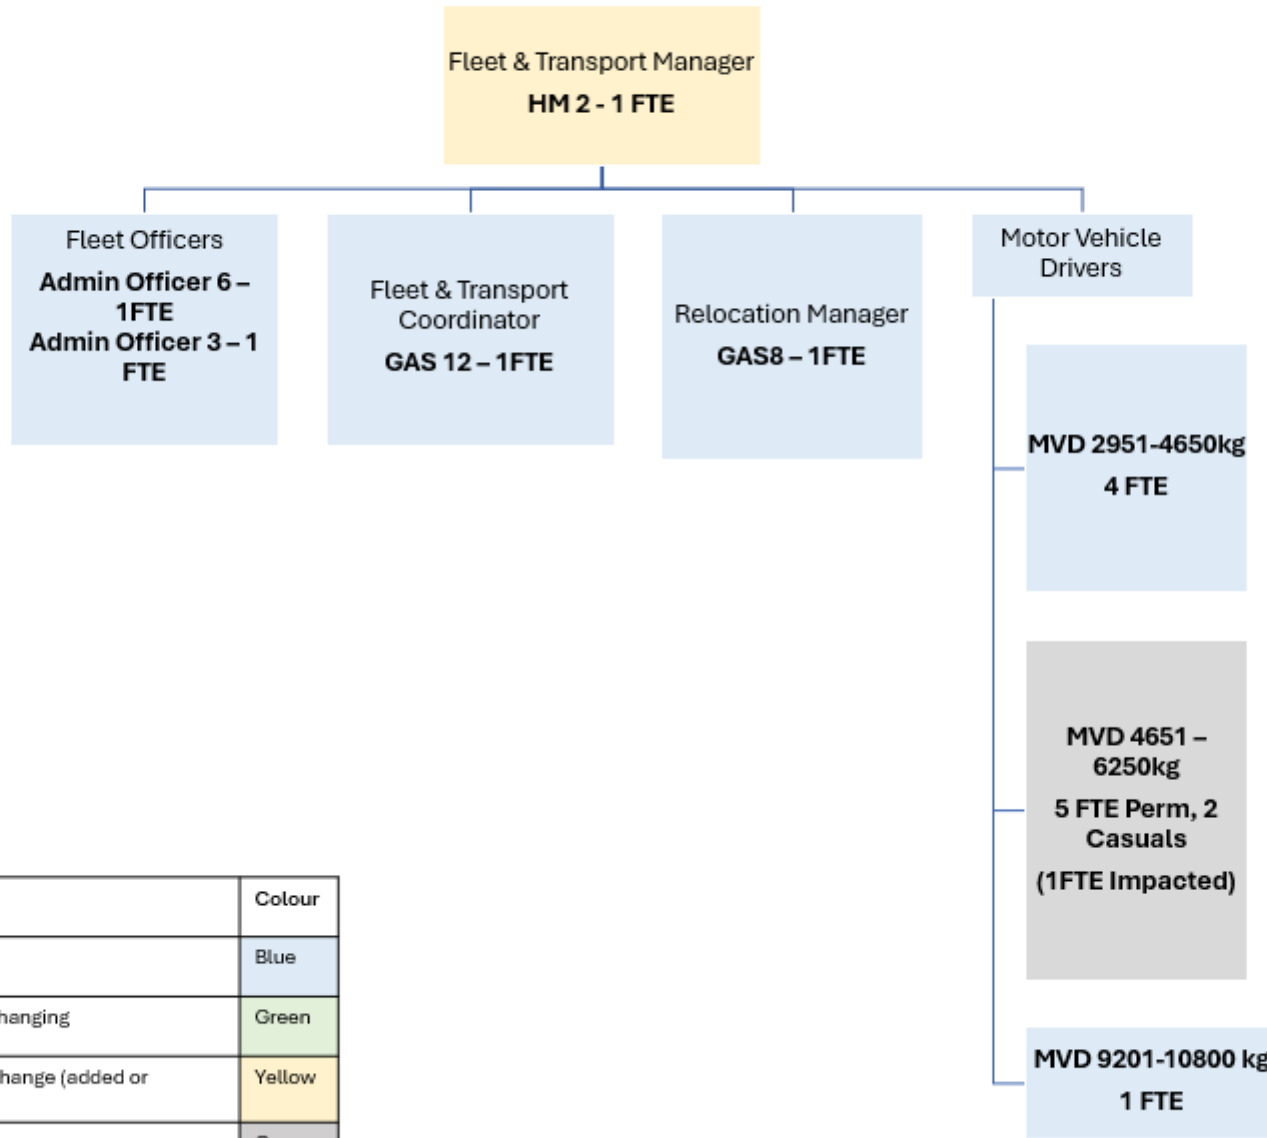 Fleet & Transport Manager
HM 2 - 1 FTE
Fleet Officers
Admin Officer 6 –
1FTE
Admin Officer 3 – 1
FTE
Fleet & Transport
Coordinator
GAS 12 – 1FTE
Relocation Manager
GAS8 – 1FTE
Motor Vehicle
Drivers
MVD 2951-4650kg
4 FTE
MVD 4651 –
6250kg
5 FTE Perm, 2
Casuals
(1FTE Impacted)
MVD 9201-10800 kg
1 FTE
Colour
Blue
hanging
Green
hange (added or
Yellow